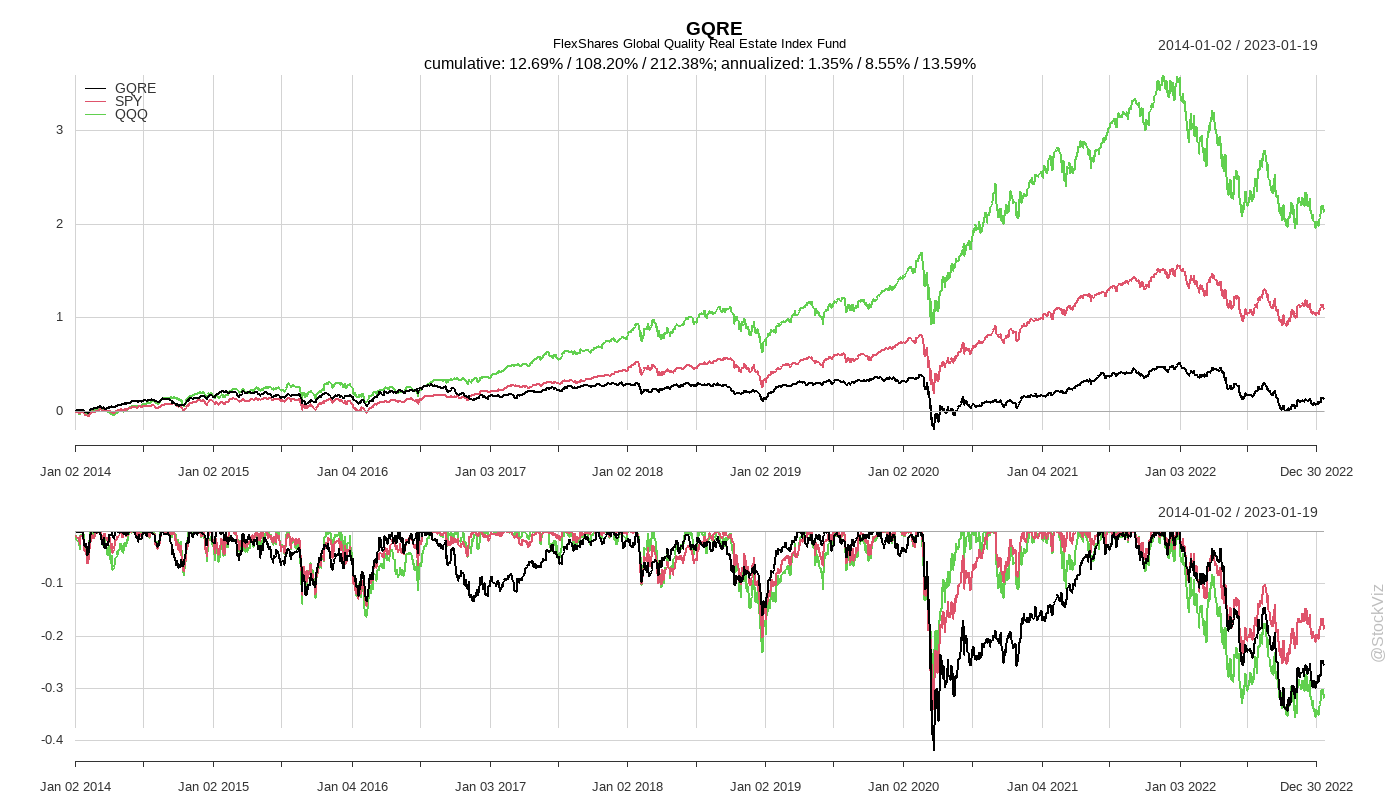 GQRE
FlexShares Global Quality Real Estate Index Fund
2014-01-02 / 2023-01-19
cumulative: 12.69% / 108.20% / 212.38%; annualized: 1.35% / 8.55% / 13.59%
GQRE
SPY
QQQ
3
2
1
0
Jan 02 2014 Jan 02 2015 Jan 04 2016 Jan 03 2017 Jan 02 2018 Jan 02 2019 Jan 02 2020 Jan 04 2021 Jan 03 2022 Dec 30 2022
2014-01-02 / 2023-01-19
-0.1
-0.2
-0.3
-0.4
Jan 02 2014 Jan 02 2015 Jan 04 2016 Jan 03 2017 Jan 02 2018 Jan 02 2019 Jan 02 2020 Jan 04 2021 Jan 03 2022 Dec 30 2022
@StockViz